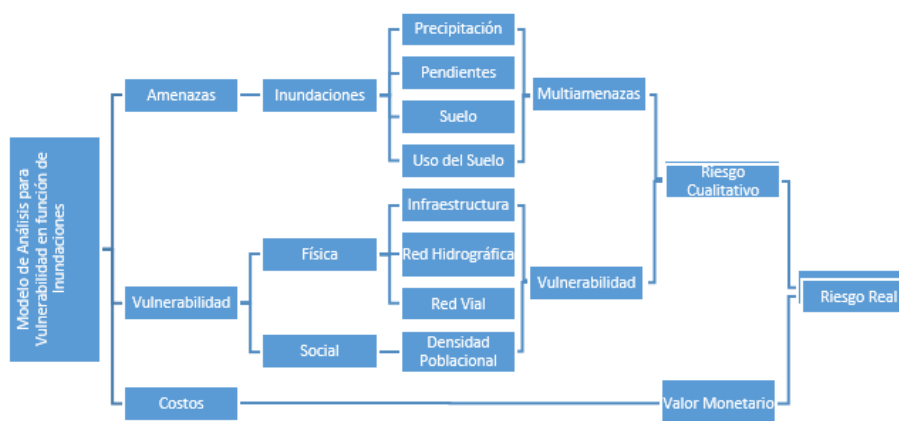 Modelo de Análisis para
Vulnerabilidad en función de
Inundaciones
Amenazas
Inundaciones
Precipitación
Pendientes
Suelo
Uso del Suelo
Multiamenazas
Vulnerabilidad
Física
Infraestructura
Red Hidrográfica
Red Vial
Social
Densidad
Poblacional
Vulnerabilidad
Riesgo
Cualitativo
Costos
Valor Monetario
Riesgo Real